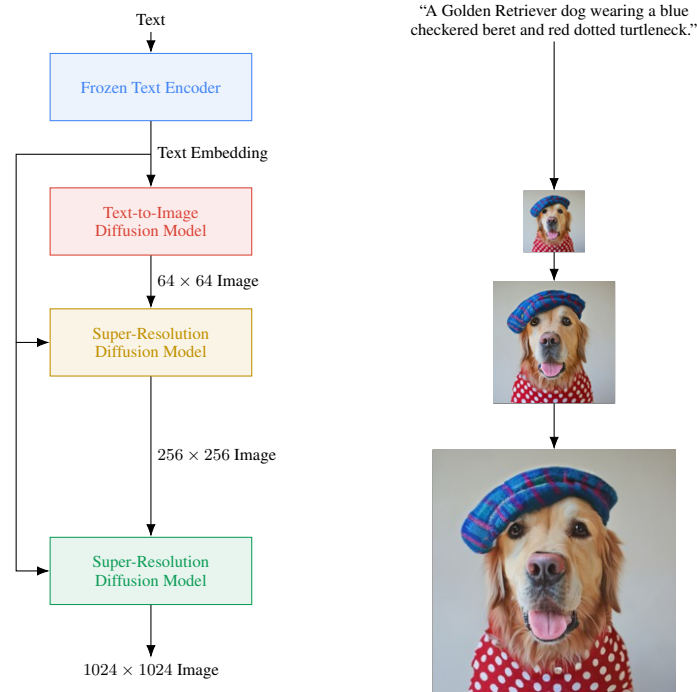 Text
Frozen Text Encoder
Text Embedding
Text-to-Image
Diffusion Model
64 × 64 Image
Super-Resolution
Diffusion Model
256 × 256 Image
Super-Resolution
Diffusion Model
1024 × 1024 Image
“A Golden Retriever dog wearing a blue
checkered beret and red dotted turtleneck.”